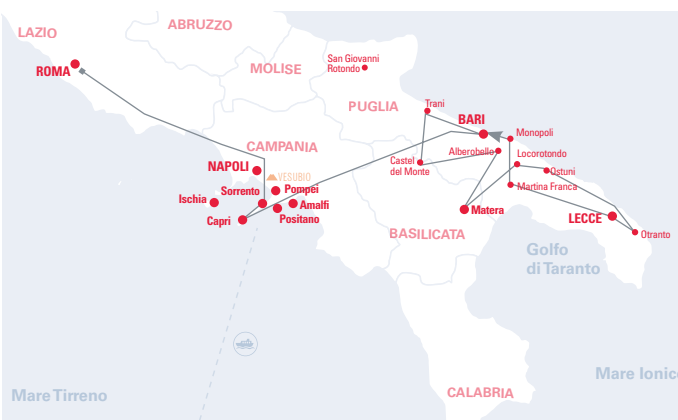 ABRUZZO
LAZIO
San Giovanni
Rotondo
ROMA
MOLISE
PUGLIA
Trani
BARI
Monopoli
CAMPANIA
Alberobello
Locorotondo
NAPOLI
Castel
del Monte
Ostuni
VESUBIO
Martina Franca
Sorrento
Pompei
Ischia
Amalfi
Matera
Capri
Positano
LECCE
BASILICATA
Otranto
Golfo
di Taranto
Mare Ionico
CALABRIA
Mare Tirreno